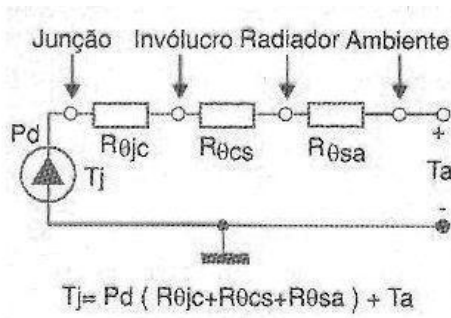 Junção Invólucro Radiador Ambiente
Pd
Rθjc Rθcs Rθsa
+
Tj
Ta
-
Tj= Pd ( Rθjc+Rθcs+Rθsa ) + Ta